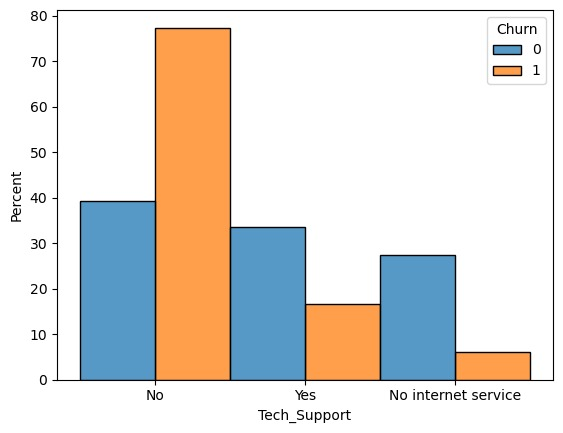 80
70
60
50
40
30
20
10
0
Percent
Churn
0
1
No
Yes
No internet service
Tech_Support